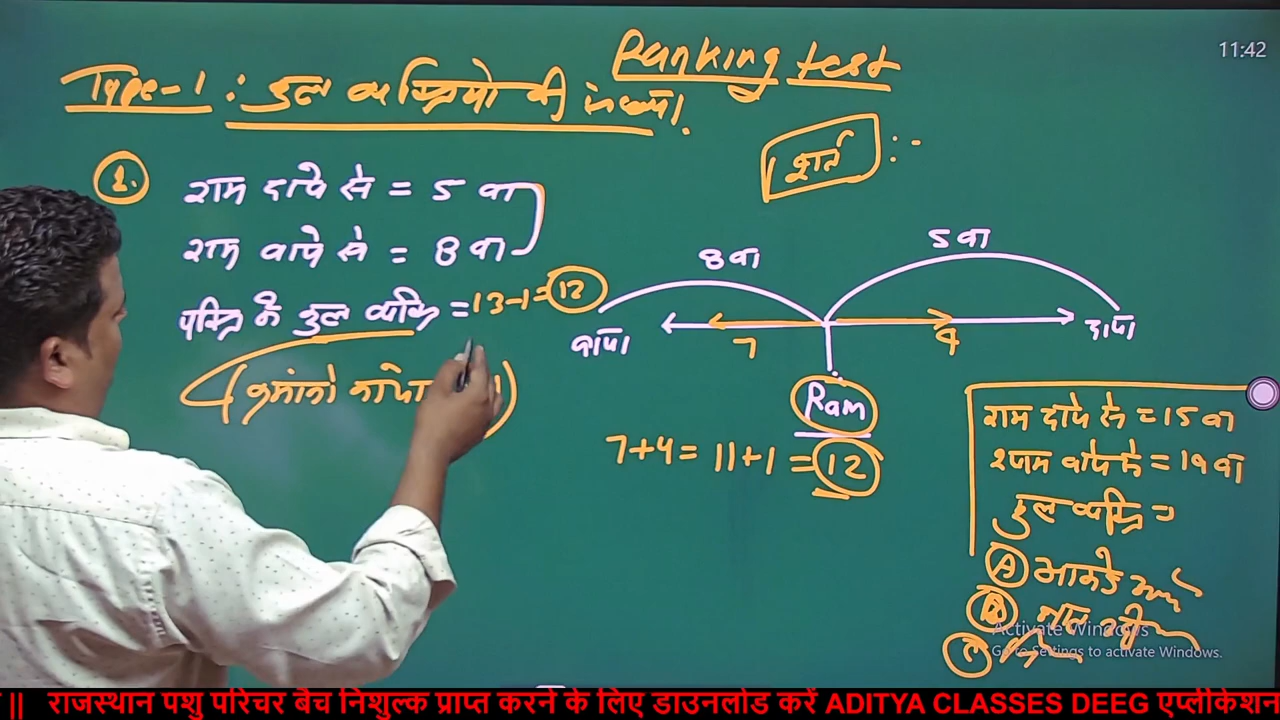 Ranking test
11:42
Type-1: कुल व्यक्तियो की संख्या।
शर्त :-
1.
राम दांये से = 5 वा
राम बांये से = 8 वा
पंक्ति के कुल व्यक्ति = 13-1= 12
8 वा
5 वा
बांया
दांया
7
4
Ram
7+4= 11+1 = 12
राम दांये से = 15 वा
श्याम बांये से = 19 वा
कुल व्यक्ति =
A
B
C
Activate Windows
Go to Settings to activate Windows.
|| राजस्थान पशु परिचर बैच निशुल्क प्राप्त करने के लिए डाउनलोड करें ADITYA CLASSES DEEG एप्लीकेशन